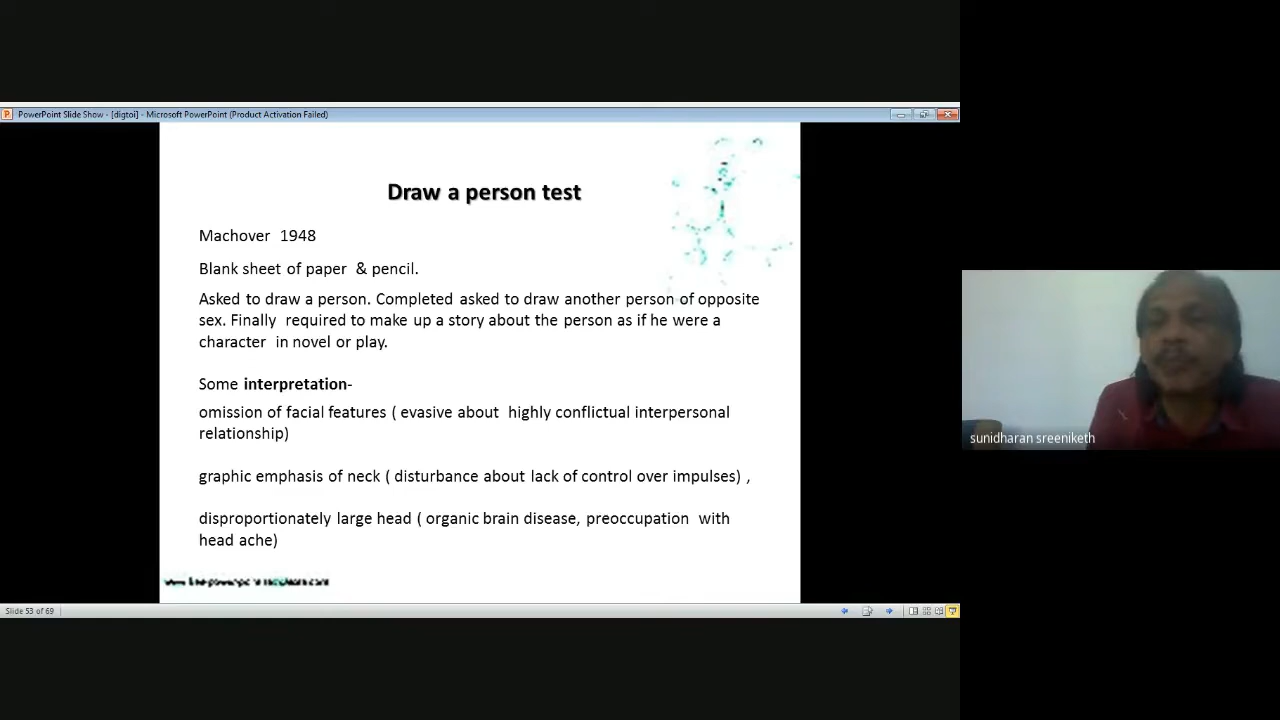 PowerPoint Slide Show - [digtoi] - Microsoft PowerPoint (Product Activation Failed)
Draw a person test
Machover 1948
Blank sheet of paper & pencil.
Asked to draw a person. Completed asked to draw another person of opposite
sex. Finally required to make up a story about the person as if he were a
character in novel or play.
Some interpretation-
omission of facial features ( evasive about highly conflictual interpersonal
relationship)
graphic emphasis of neck ( disturbance about lack of control over impulses) ,
disproportionately large head ( organic brain disease, preoccupation with
head ache)
Slide 53 of 69
sunidharan sreeniketh